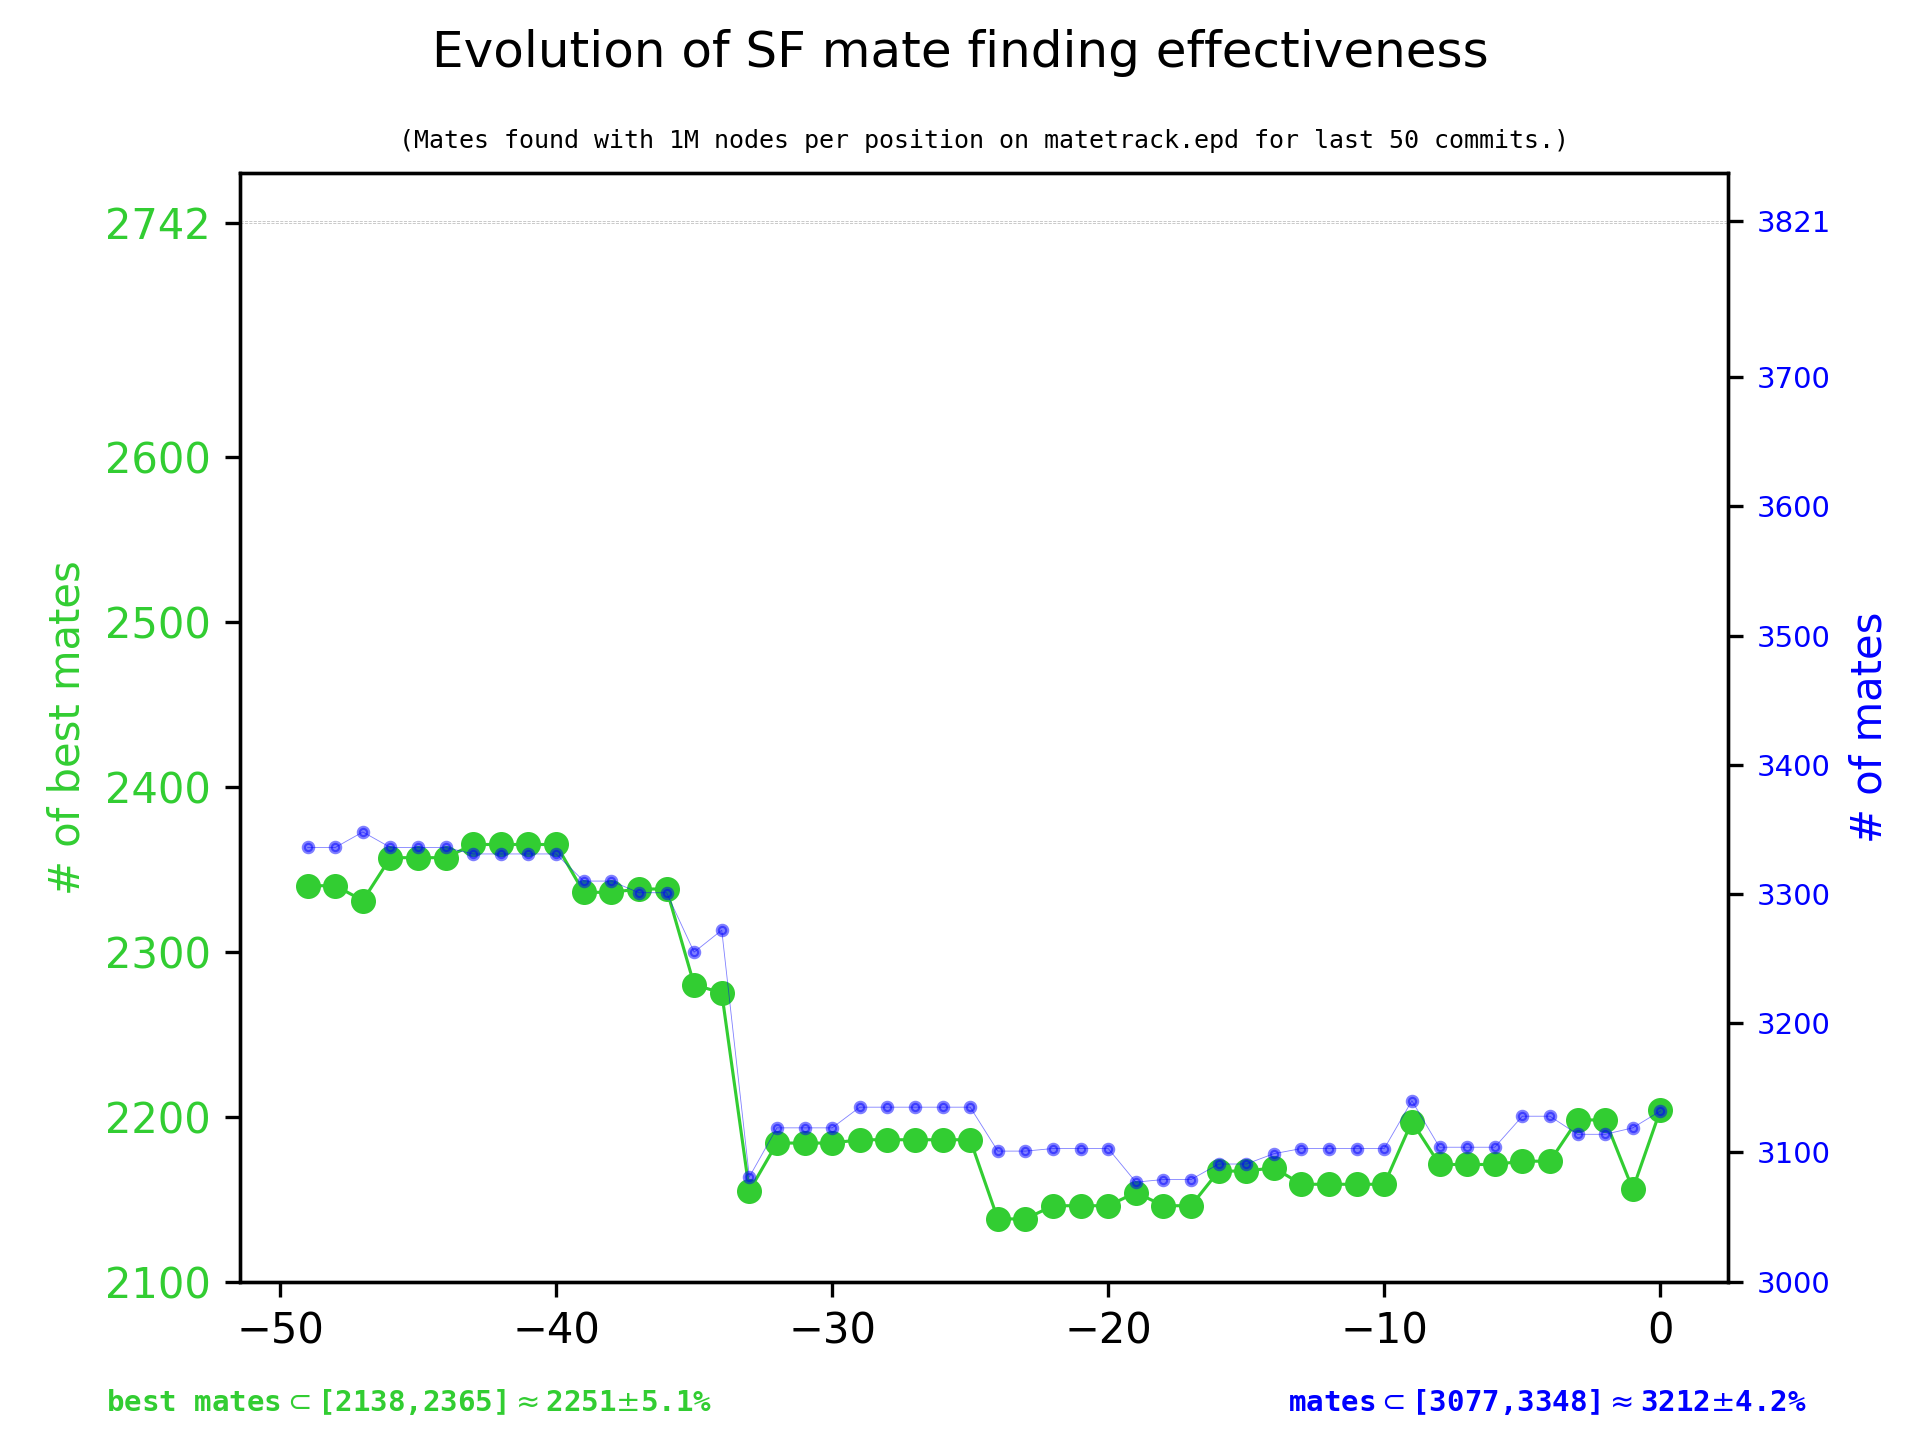 Evolution of SF mate finding effectiveness
(Mates found with 1M nodes per position on matetrack.epd for last 50 commits.)
# of best mates
2742
2600
2500
2400
2300
2200
2100
3821
3700
3600
3500
3400
3300
3200
3100
3000
# of mates
−50 −40 −30 −20 −10 0
best mates ⊂ [2138,2365] ≈ 2251±5.1%
mates ⊂ [3077,3348] ≈ 3212±4.2%